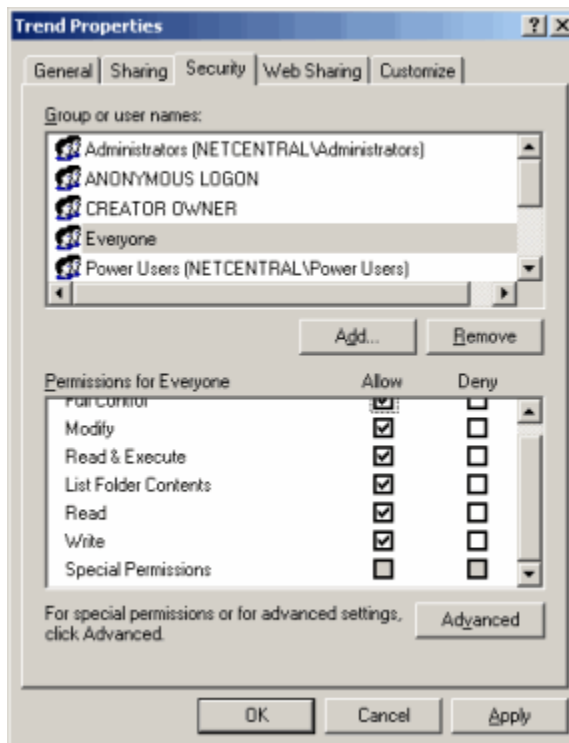 Trend Properties
General Sharing Security Web Sharing Customize
Group or user names:
Administrators (NETCENTRAL\Administrators)
ANONYMOUS LOGON
CREATOR OWNER
Everyone
Power Users (NETCENTRAL\Power Users)
Add... Remove
Permissions for Everyone Allow Deny
Full Control
Modify
Read & Execute
List Folder Contents
Read
Write
Special Permissions
For special permissions or for advanced settings,
click Advanced.
Advanced
OK Cancel Apply